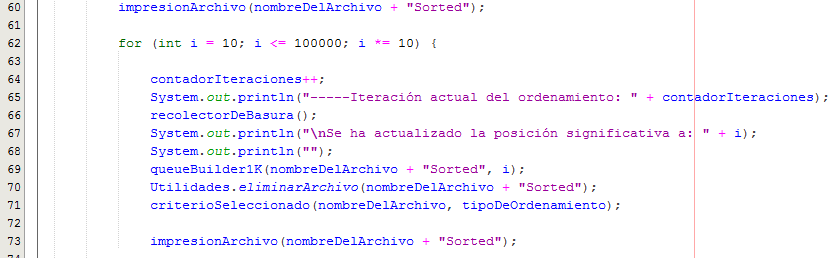 60 impresionArchivo(nombreDelArchivo + "Sorted");
61
62 for (int i = 10; i <= 100000; i *= 10) {
63
64 contadorIteraciones++;
65 System.out.println("-----Iteración actual del ordenamiento: " + contadorIteraciones);
66 recolectorDeBasura();
67 System.out.println("\nSe ha actualizado la posición significativa a: " + i);
68 System.out.println("");
69 queueBuilder1K(nombreDelArchivo + "Sorted", i);
70 Utilidades.eliminarArchivo(nombreDelArchivo + "Sorted");
71 criterioSeleccionado(nombreDelArchivo, tipoDeOrdenamiento);
72
73 impresionArchivo(nombreDelArchivo + "Sorted");